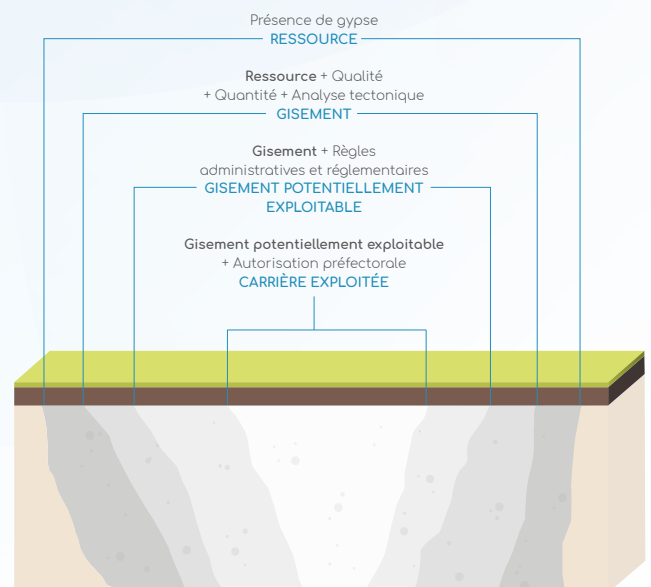 Présence de gypse
RESSOURCE
Ressource + Qualité
+ Quantité + Analyse tectonique
GISEMENT
Gisement + Règles
administratives et réglementaires
GISEMENT POTENTIELLEMENT
EXPLOITABLE
Gisement potentiellement exploitable
+ Autorisation préfectorale
CARRIÈRE EXPLOITÉE